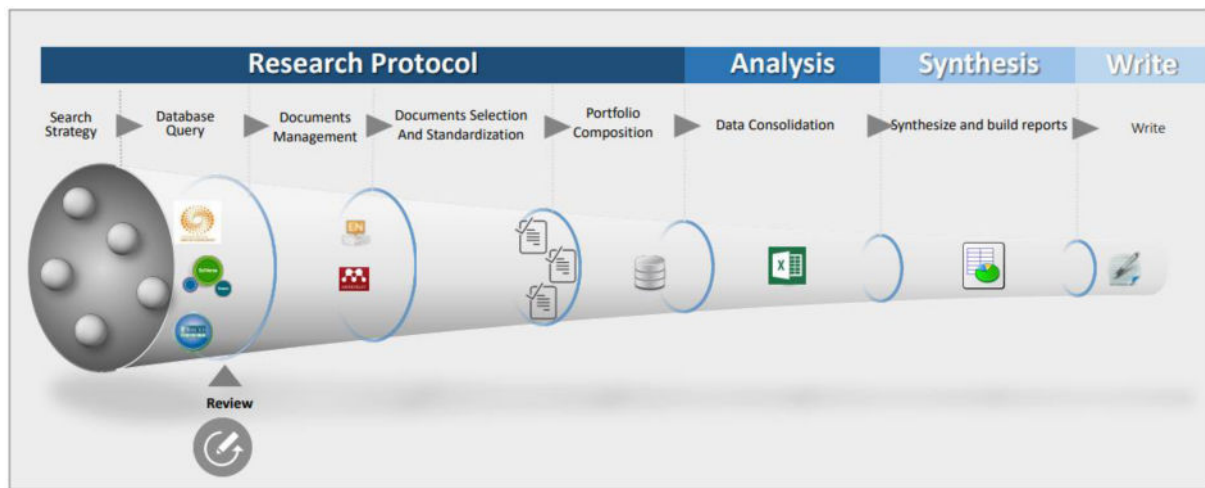 Research Protocol
Analysis
Synthesis
Write
Search
Strategy
Database
Query
Documents
Management
Documents Selection
And Standardization
Portfolio
Composition
Data Consolidation
Synthesize and build reports
Write
EN
Review